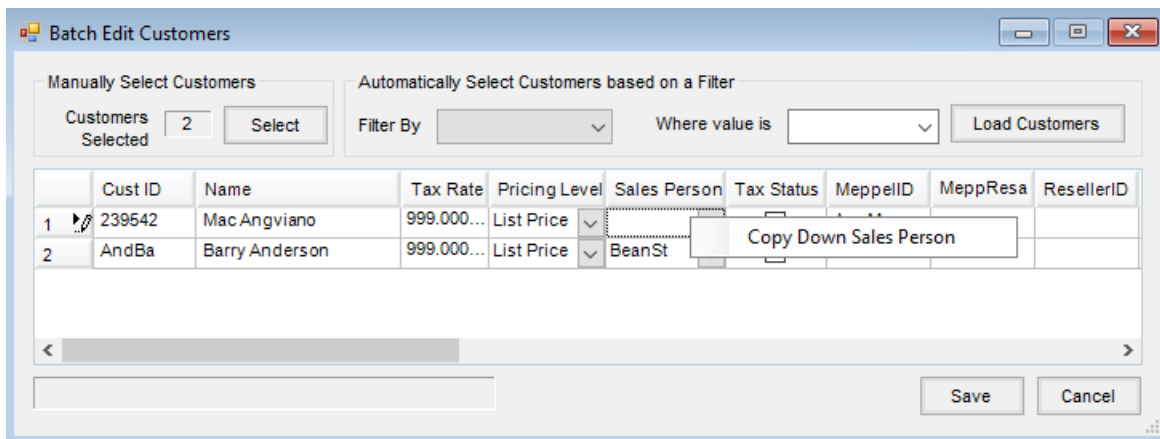 Batch Edit Customers
Manually Select Customers
Automatically Select Customers based on a Filter
Customers Selected
2
Select
Filter By
Where value is
Load Customers
Cust ID Name Tax Rate Pricing Level Sales Person Tax Status MeppelID MeppResa ResellerID
1 239542 Mac Angviano 999.000... List Price
Copy Down Sales Person
2 AndBa Barry Anderson 999.000... List Price BeanSt
Save
Cancel